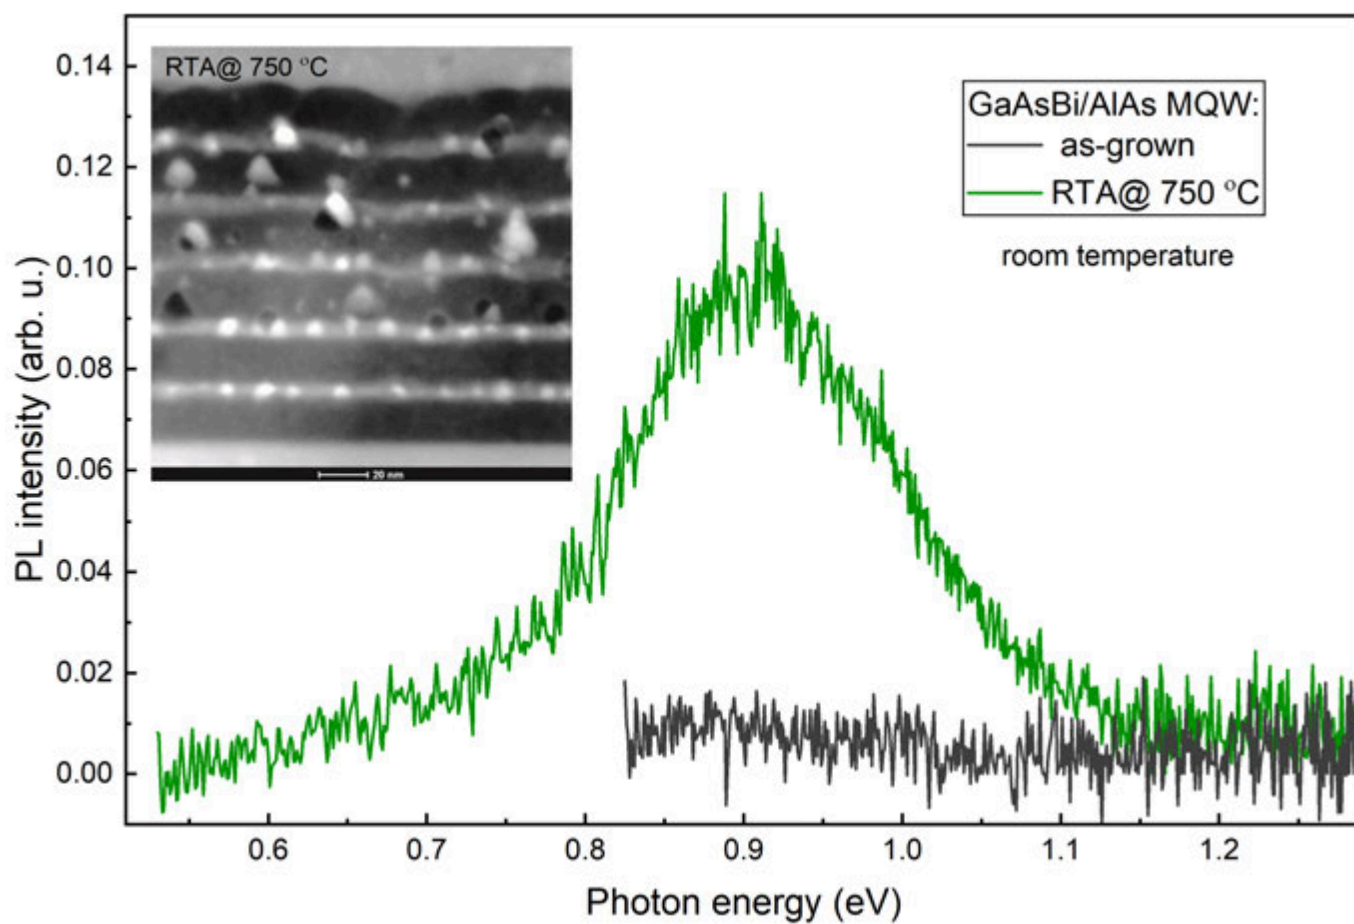 RTA@ 750 °C
20 nm
GaAsBi/AlAs MQW:
as-grown
RTA@ 750 °C
room temperature
PL intensity (arb. u.)
0.14
0.12
0.10
0.08
0.06
0.04
0.02
0.00
0.6 0.7 0.8 0.9 1.0 1.1 1.2
Photon energy (eV)